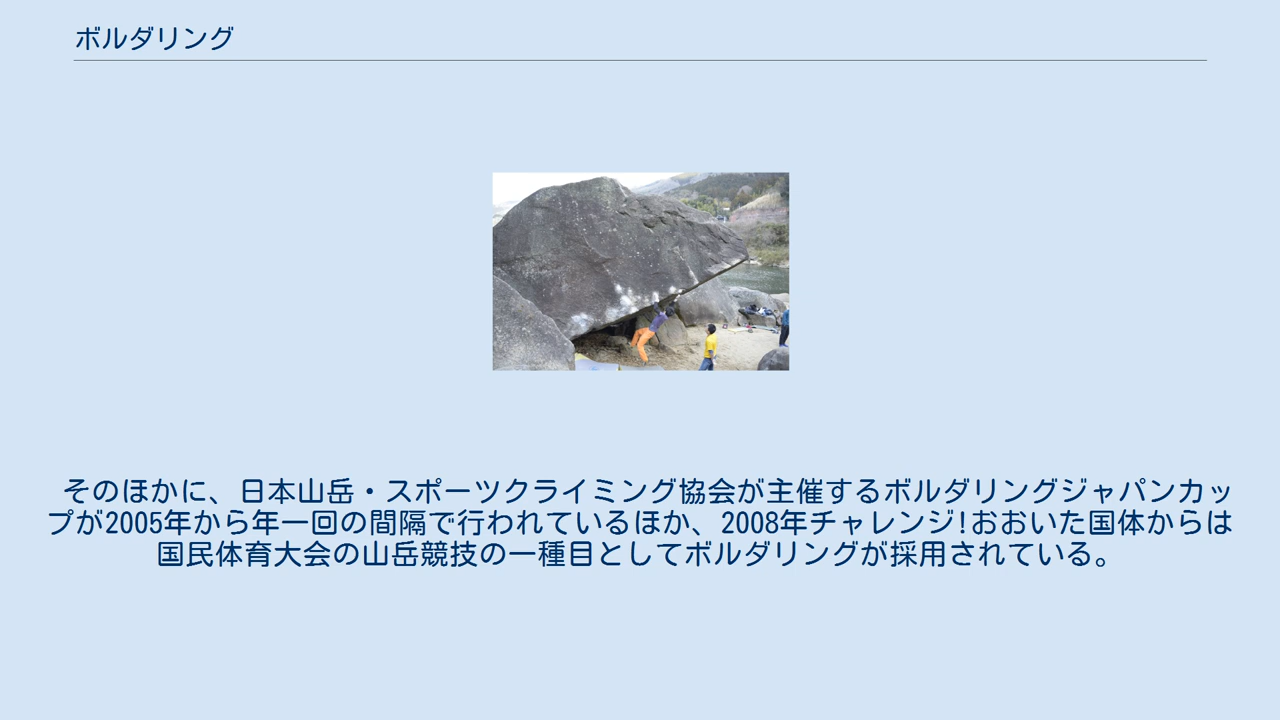 ボルダリング
そのほかに、日本山岳・スポーツクライミング協会が主催するボルダリングジャパンカッ
プが2005年から年一回の間隔で行われているほか、2008年チャレンジ!おおいた国体からは
国民体育大会の山岳競技の一種目としてボルダリングが採用されている。